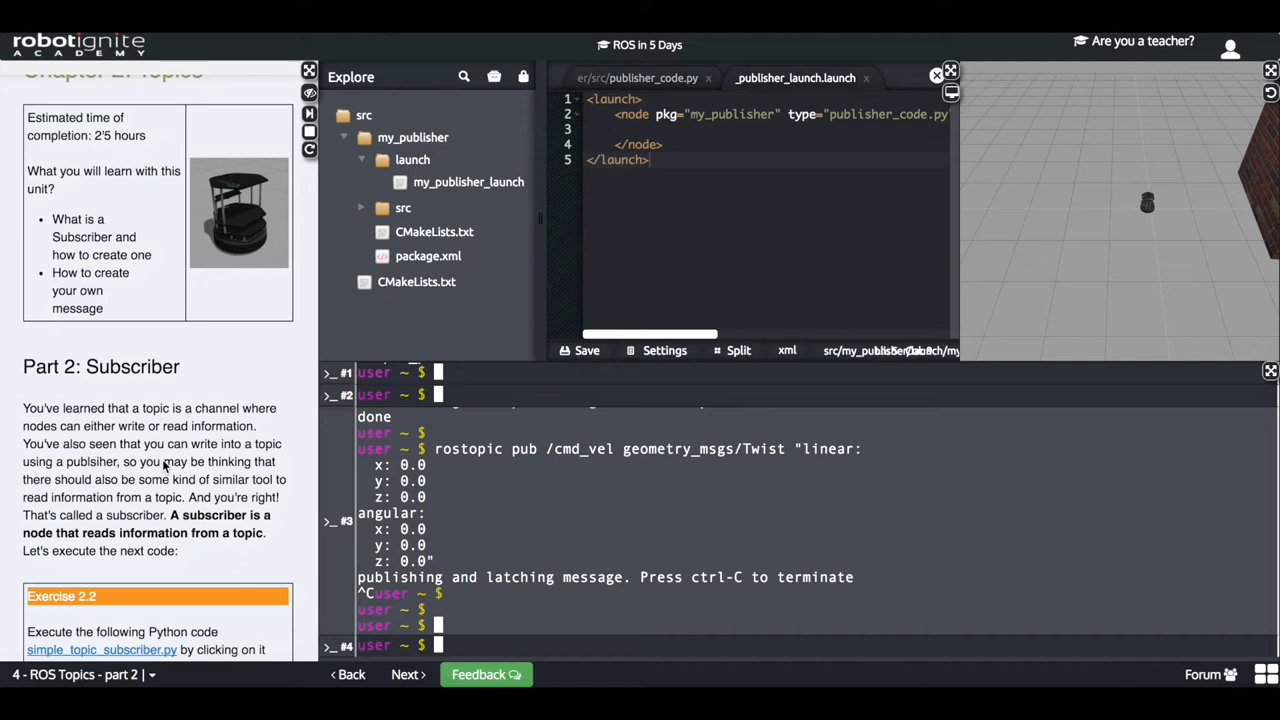 robotignite
ACADEMY
ROS in 5 Days
Are you a teacher?
Chapter 2: Topics
Estimated time of
completion: 2'5 hours
What you will learn with this
unit?
• What is a
Subscriber and
how to create one
• How to create
your own
message
Part 2: Subscriber
You've learned that a topic is a channel where
nodes can either write or read information.
You've also seen that you can write into a topic
using a publsiher, so you may be thinking that
there should also be some kind of similar tool to
read information from a topic. And you're right!
That's called a subscriber. A subscriber is a
node that reads information from a topic.
Let's execute the next code:
Exercise 2.2
Execute the following Python code
simple_topic_subscriber.py by clicking on it
Explore
src
my_publisher
launch
my_publisher_launch
src
CMakeLists.txt
package.xml
CMakeLists.txt
er/src/publisher_code.py
_publisher_launch.launch
1 <launch>
2 <node pkg="my_publisher" type="publisher_code.py"
3
4 </node>
5 </launch>
Save
Settings
Split
xml
>_ #1 user ~ $
>_ #2 user ~ $
done
user ~ $
user ~ $ rostopic pub /cmd_vel geometry_msgs/Twist "linear:
x: 0.0
y: 0.0
z: 0.0
>_ #3 angular:
x: 0.0
y: 0.0
z: 0.0"
publishing and latching message. Press ctrl-C to terminate
^Cuser ~ $
user ~ $
user ~ $
>_ #4 user ~ $
4 - ROS Topics - part 2 |
Back
Next
Feedback
Forum